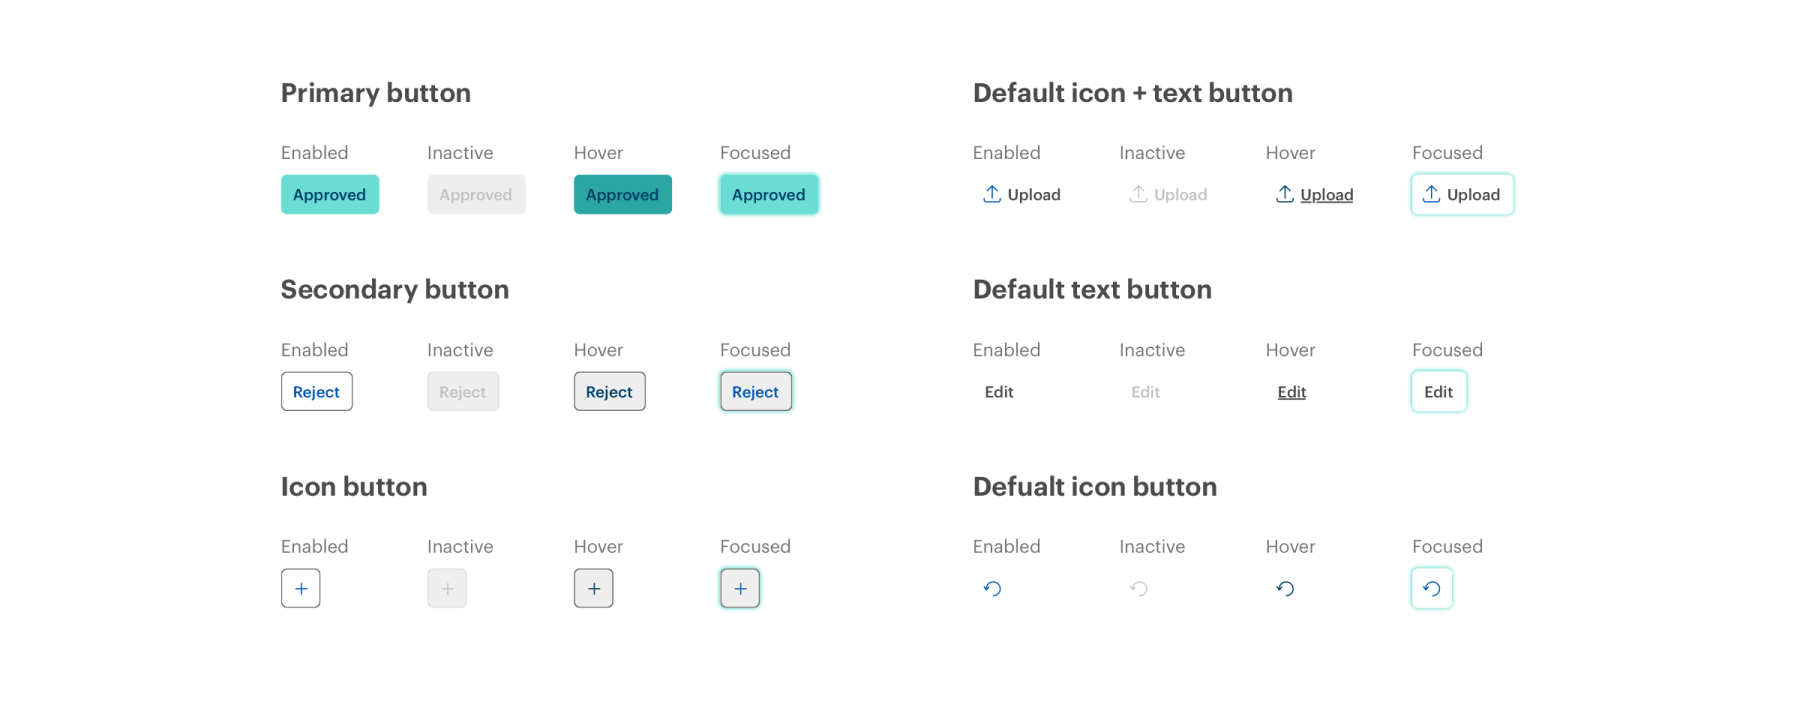 Primary button
Enabled Inactive Hover Focused
Approved Approved Approved Approved
Secondary button
Enabled Inactive Hover Focused
Reject Reject Reject Reject
Icon button
Enabled Inactive Hover Focused
Default icon + text button
Enabled Inactive Hover Focused
Upload Upload Upload Upload
Default text button
Enabled Inactive Hover Focused
Edit Edit Edit Edit
Defualt icon button
Enabled Inactive Hover Focused